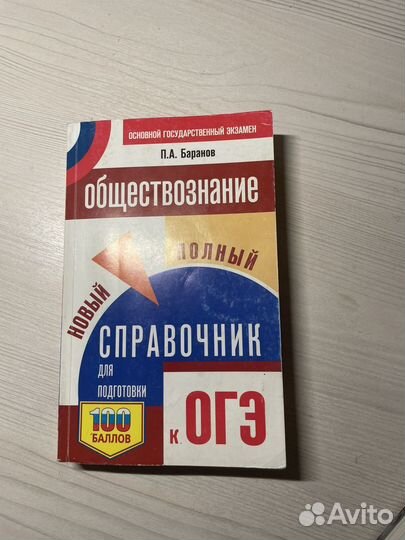 ОСНОВНОЙ ГОСУДАРСТВЕННЫЙ ЭКЗАМЕН
П.А. Баранов
Обществознание
НОВЫЙ
ПОЛНЫЙ
СПРАВОЧНИК
ДЛЯ
ПОДГОТОВКИ
100
БАЛЛОВ
К ОГЭ
Avito